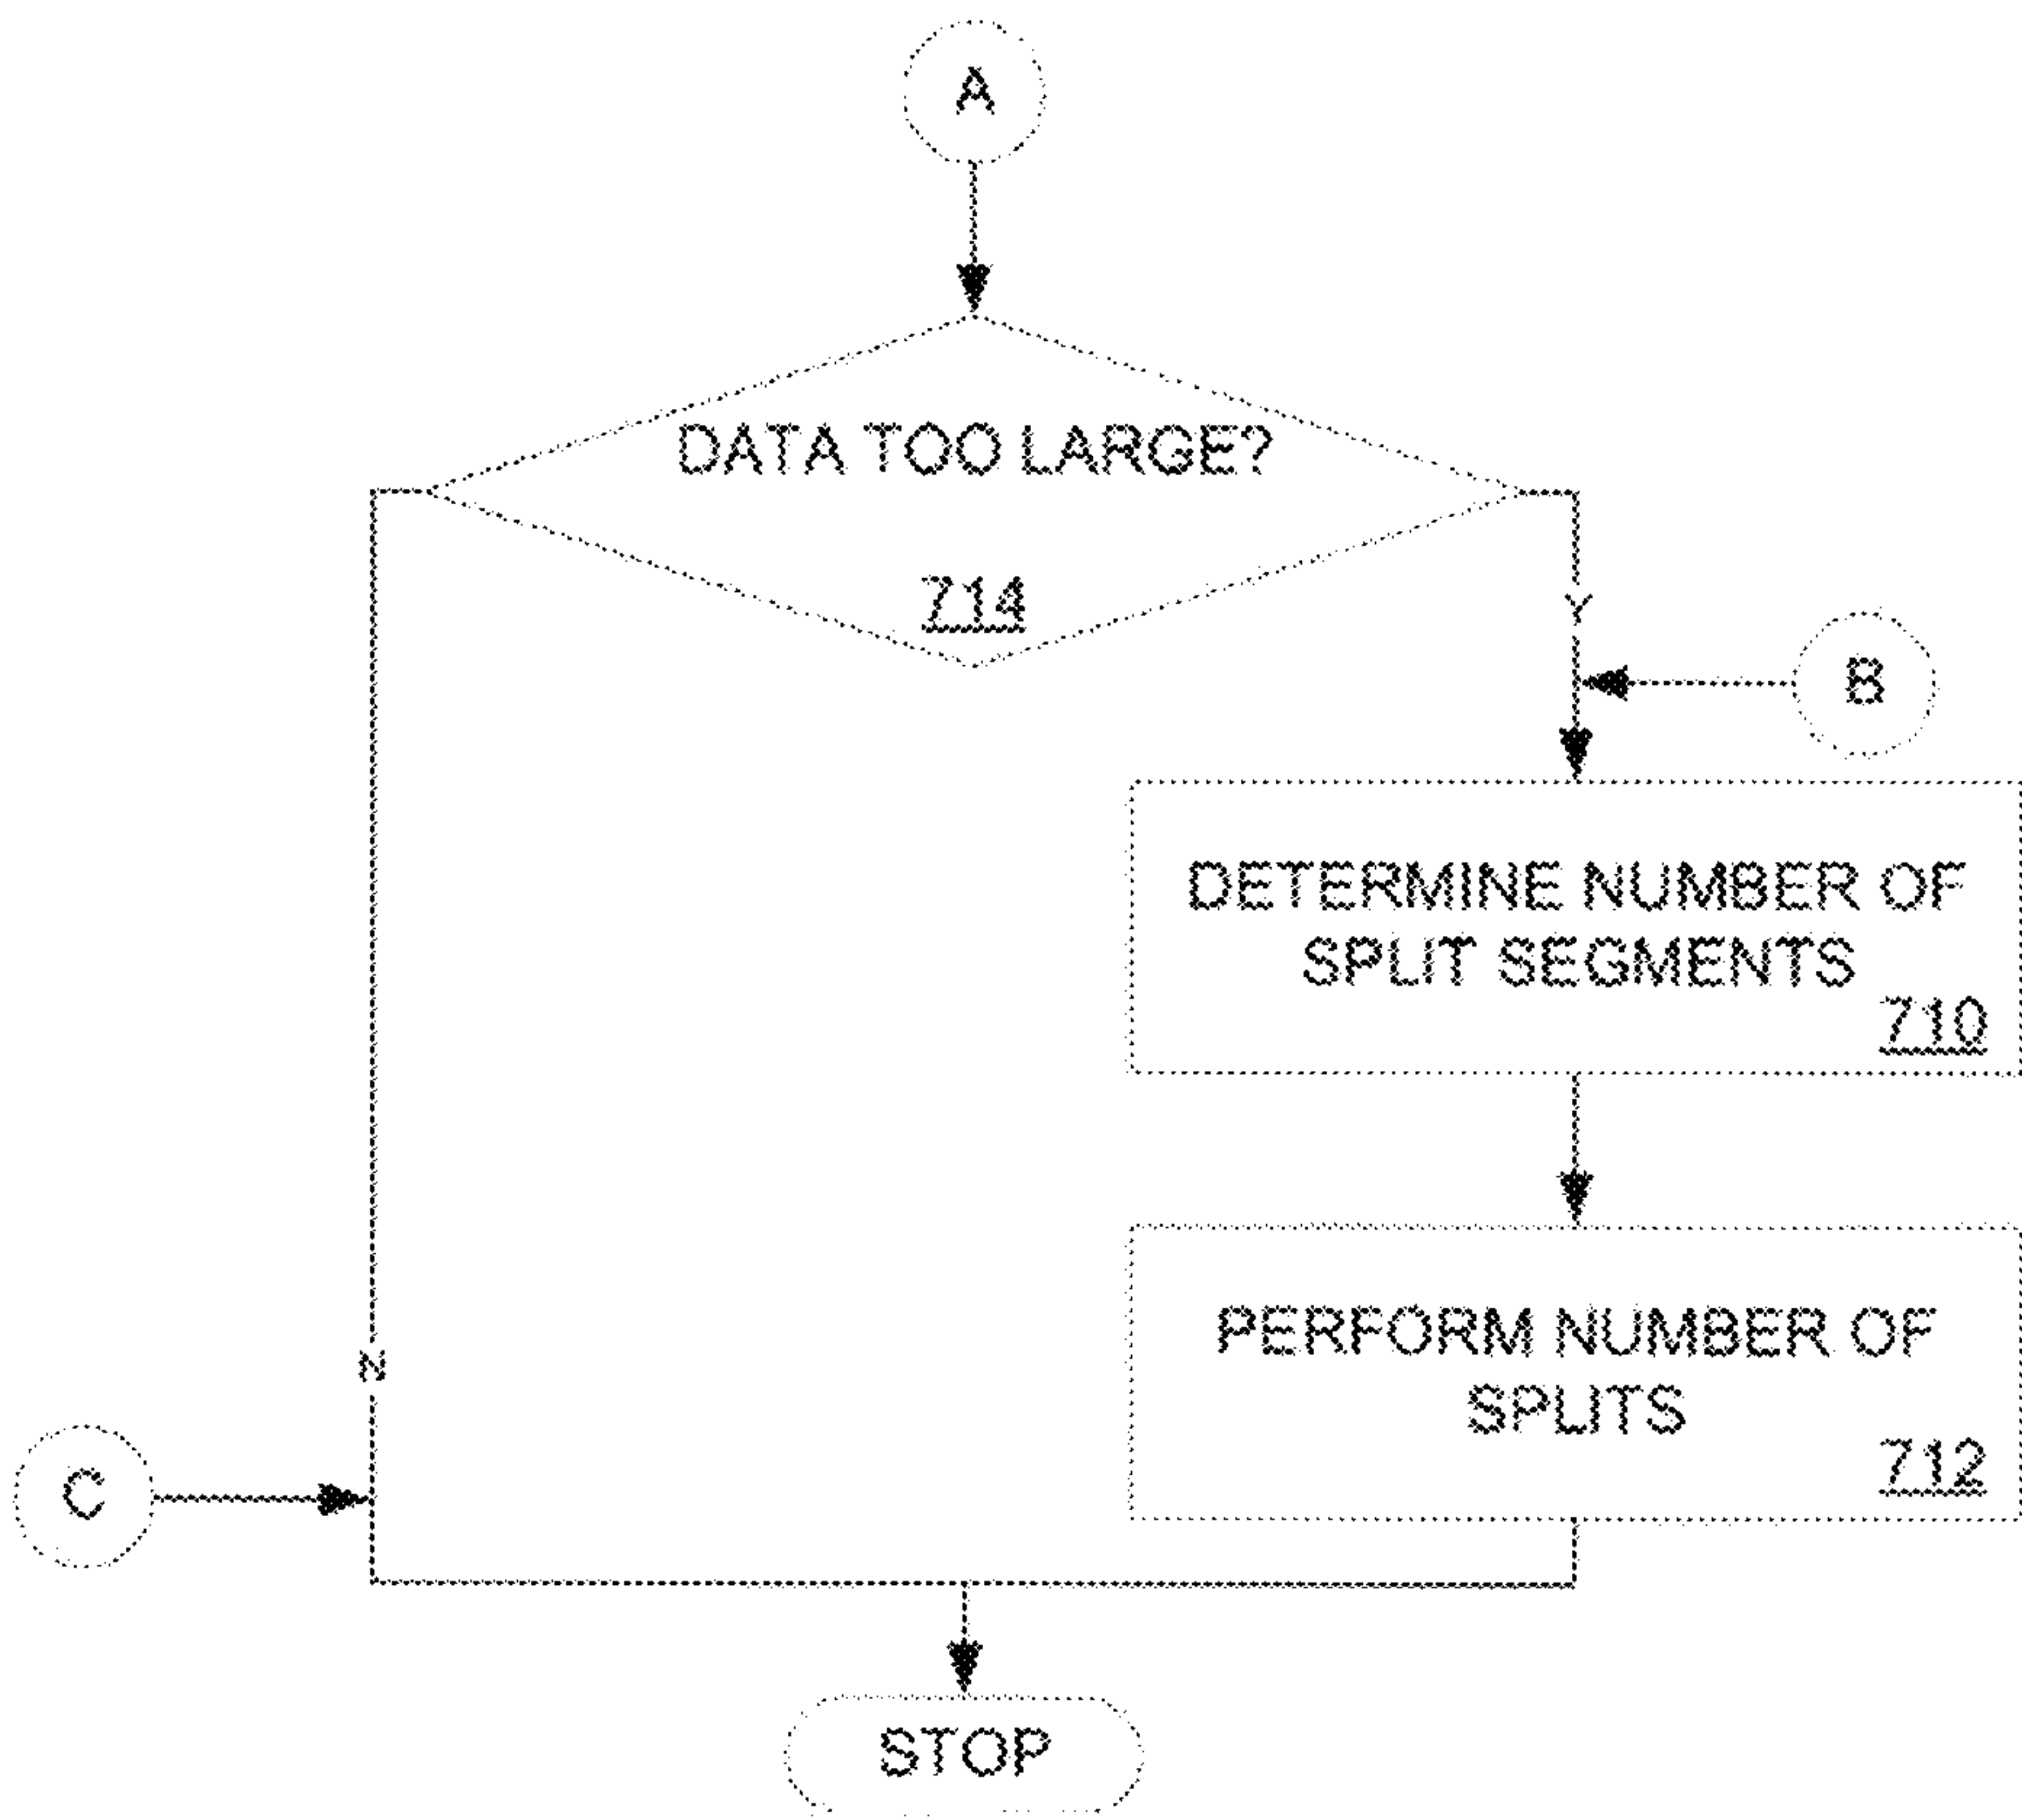 A
DATA TOO LARGE?
714
Y
B
DETERMINE NUMBER OF
SPLIT SEGMENTS
710
PERFORM NUMBER OF
SPLITS
712
N
C
STOP